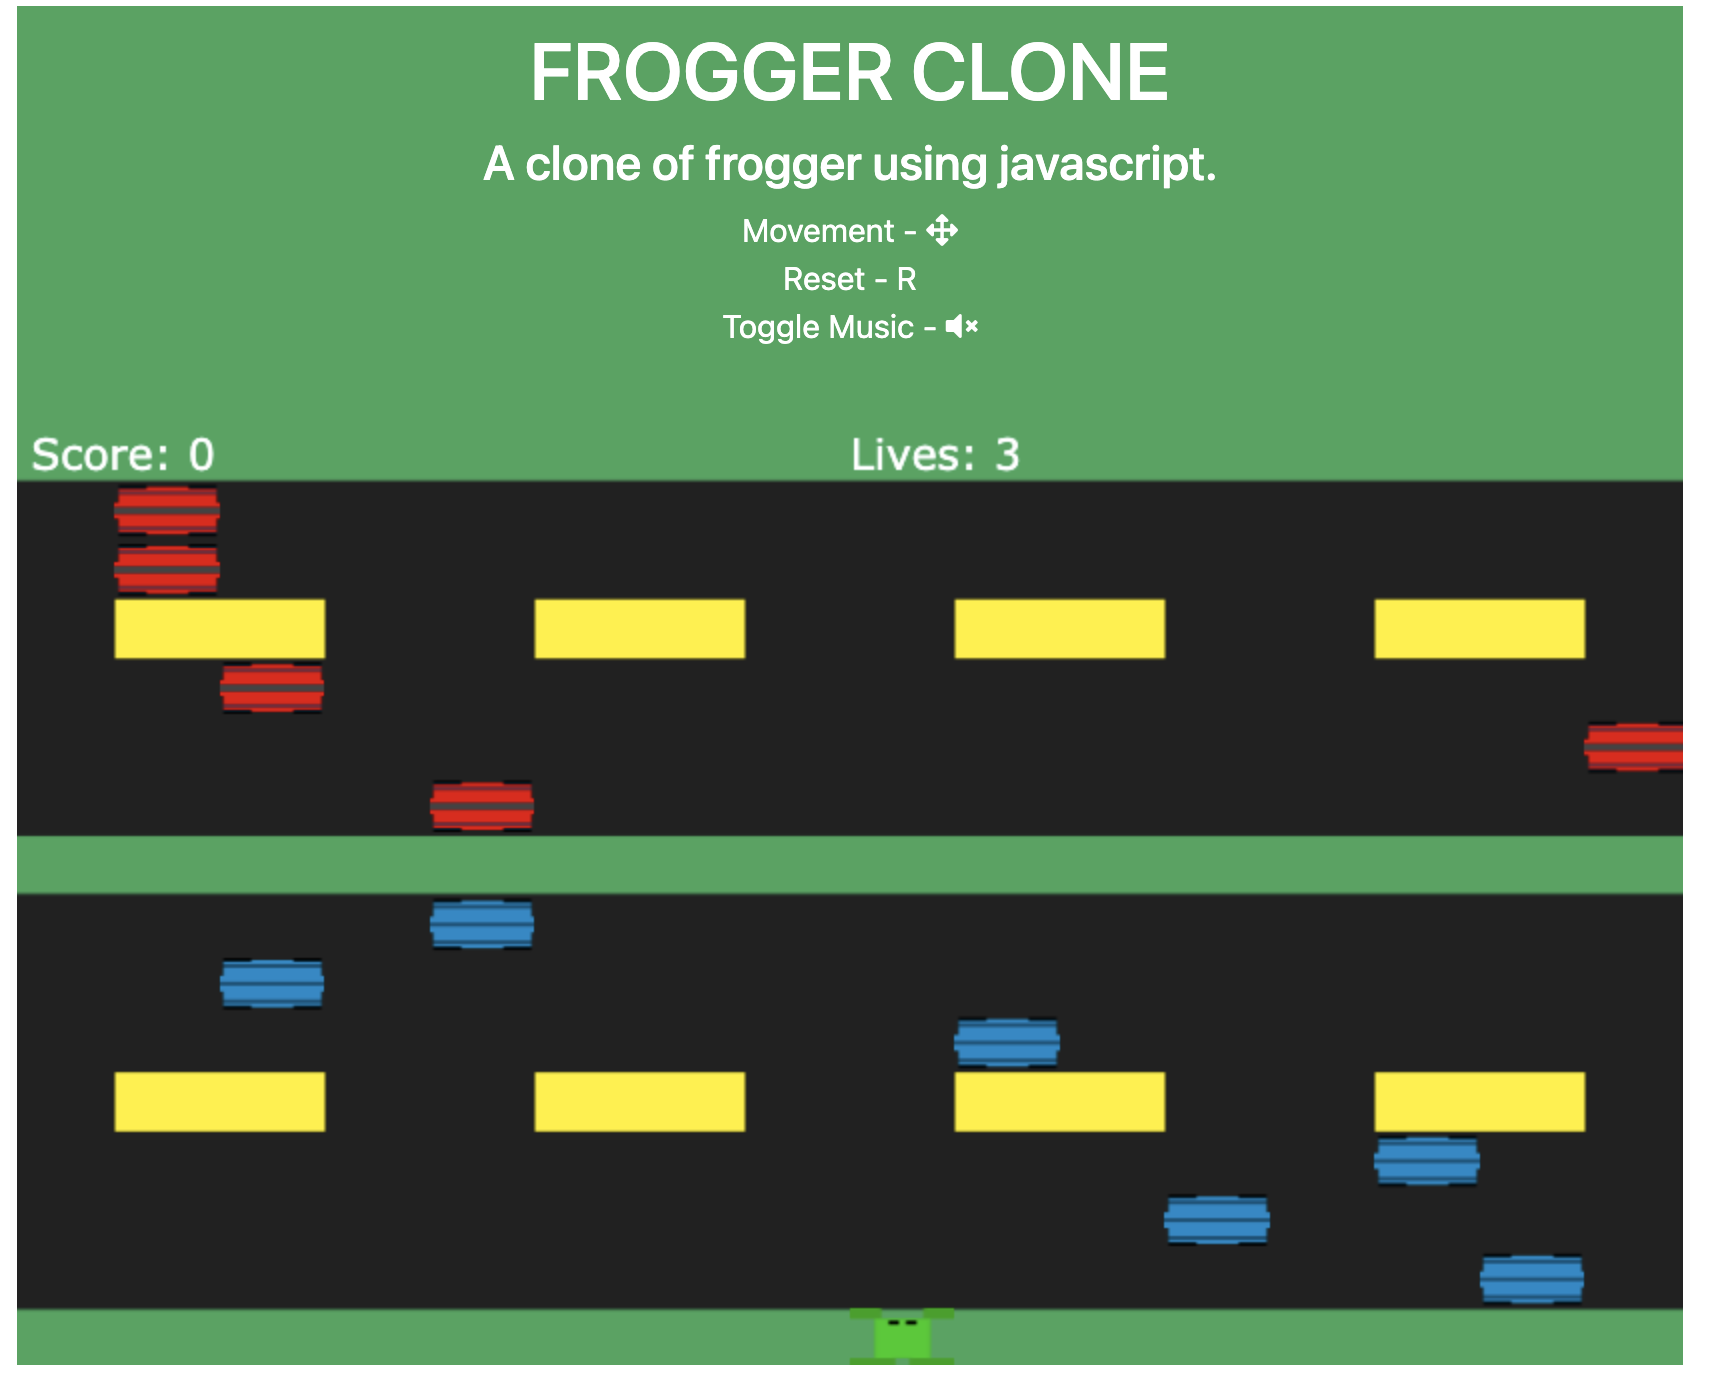 FROGGER CLONE
A clone of frogger using javascript.
Movement -
Reset - R
Toggle Music -
Score: 0 Lives: 3